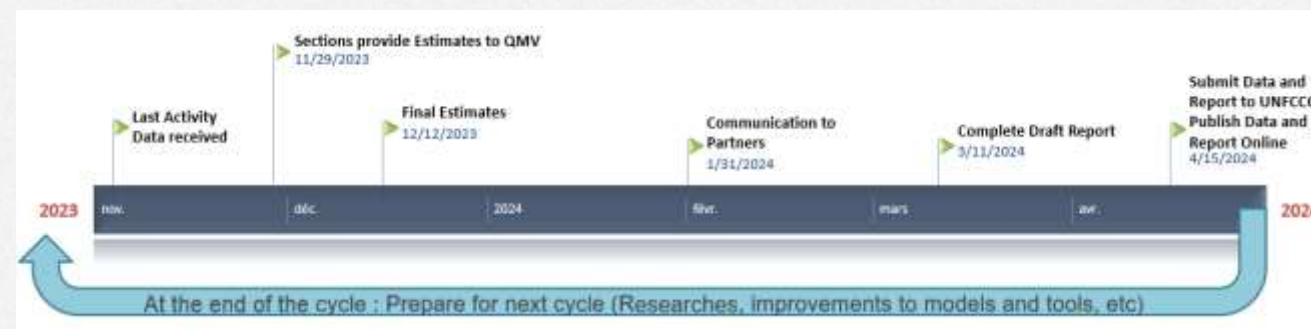 Sections provide Estimates to QMV
11/29/2023
Last Activity
Data received
Final Estimates
12/12/2023
Communication to
Partners
1/31/2024
Complete Draft Report
3/11/2024
Submit Data and
Report to UNFCCC
Publish Data and
Report Online
4/15/2024
2023
nov.
déc.
2024
févr.
mars
avr.
At the end of the cycle : Prepare for next cycle (Researches, improvements to models and tools, etc)